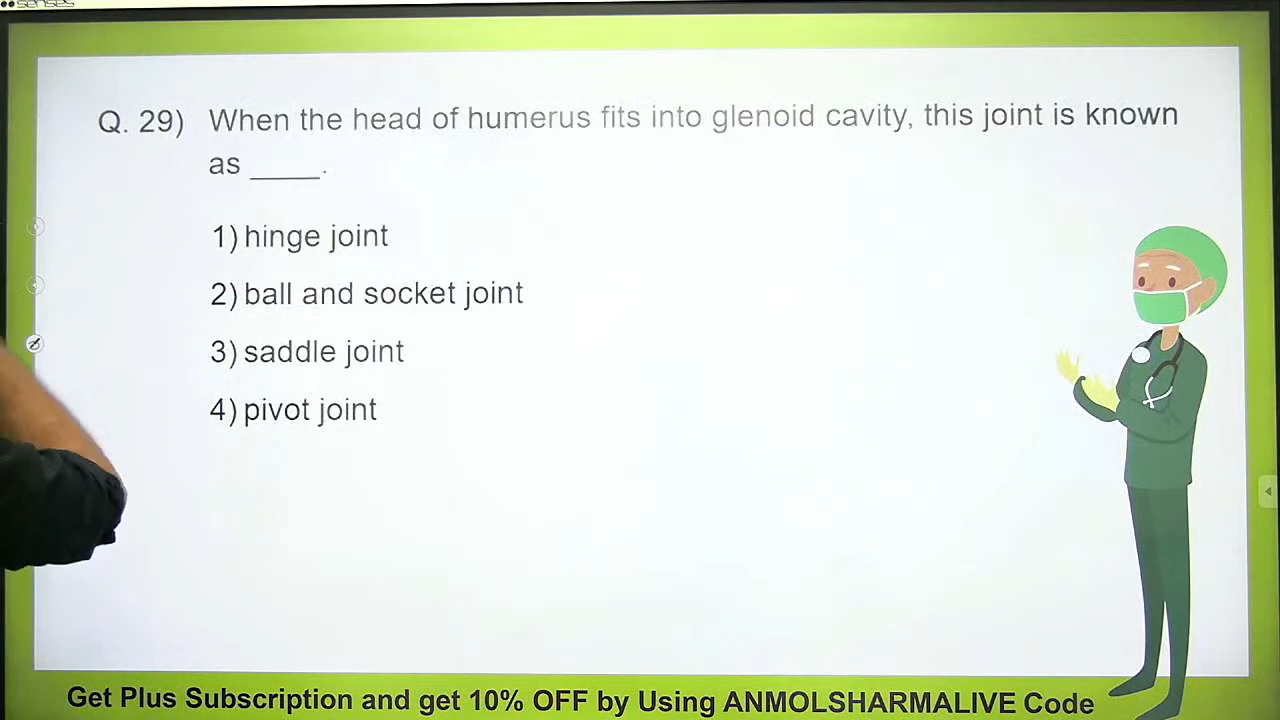 senses
Q. 29) When the head of humerus fits into glenoid cavity, this joint is known
as _____.
1) hinge joint
2) ball and socket joint
3) saddle joint
4) pivot joint
Get Plus Subscription and get 10% OFF by Using ANMOLSHARMALIVE Code